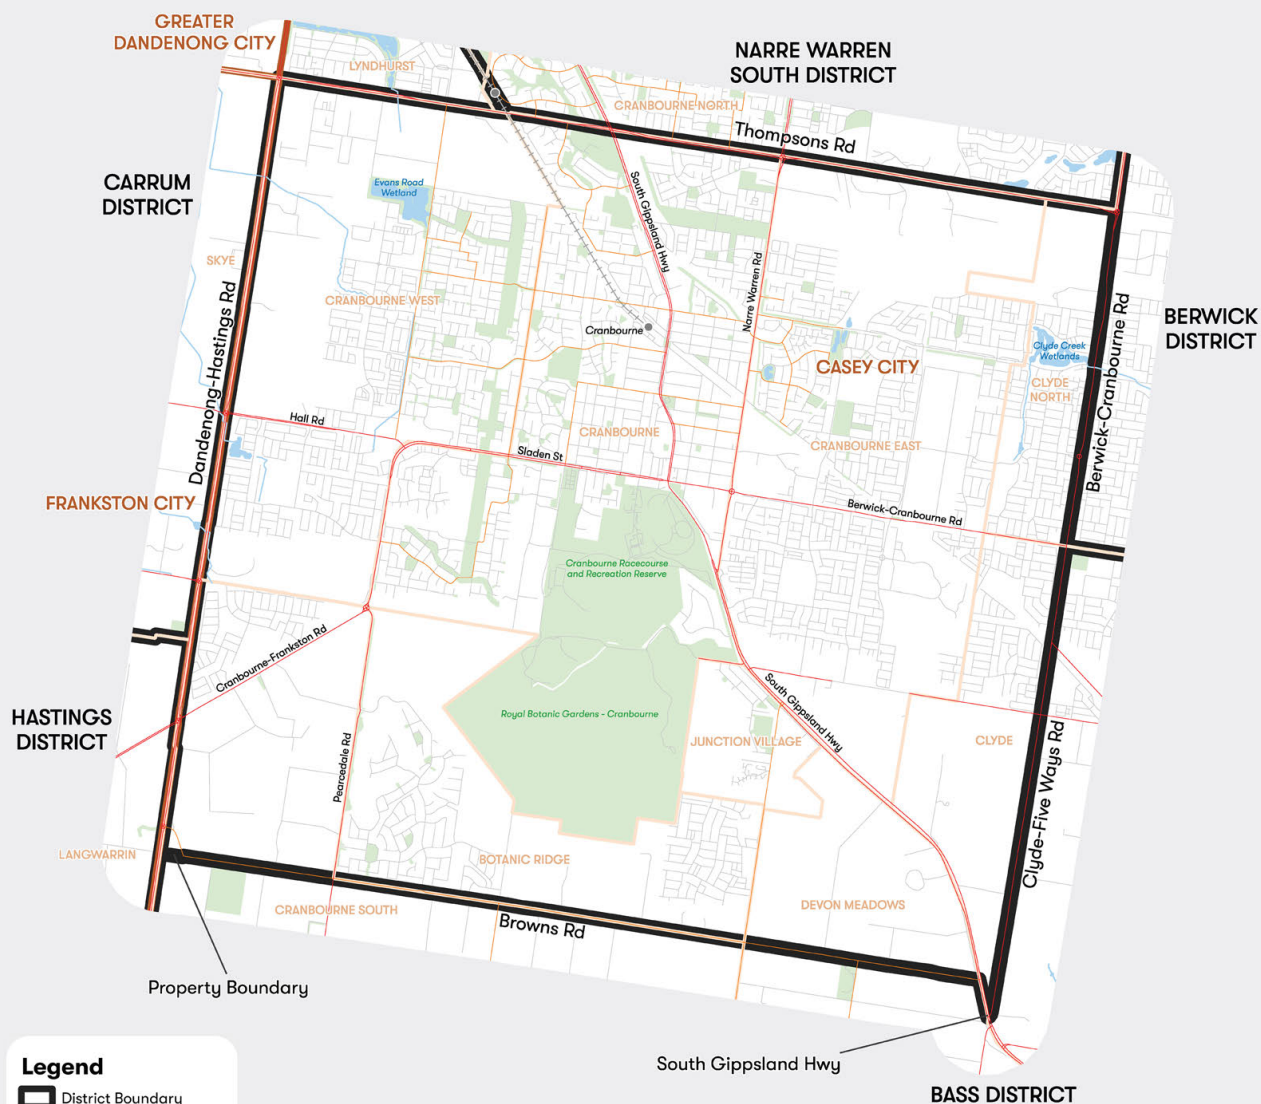 GREATER
DANDENONG CITY
LYNDHURST
NARRE WARREN
SOUTH DISTRICT
CRANBOURNE NORTH
Thompsons Rd
CARRUM
DISTRICT
Evans Road
Wetland
South Gippsland Hwy
SKYE
CRANBOURNE WEST
Narre Warren Rd
Cranbourne
BERWICK
DISTRICT
Clyde Creek
Wetlands
CASEY CITY
CLYDE
NORTH
Berwick-Cranbourne Rd
Dandenong-Hastings Rd
Hall Rd
CRANBOURNE
CRANBOURNE EAST
Sladen St
FRANKSTON CITY
Berwick-Cranbourne Rd
Cranbourne Racecourse
and Recreation Reserve
Cranbourne-Frankston Rd
HASTINGS
DISTRICT
Royal Botanic Gardens - Cranbourne
South Gippsland Hwy
JUNCTION VILLAGE
CLYDE
Pearcedale Rd
Clyde-Five Ways Rd
LANGWARRIN
BOTANIC RIDGE
CRANBOURNE SOUTH
DEVON MEADOWS
Browns Rd
Property Boundary
South Gippsland Hwy
BASS DISTRICT
Legend
District Boundary